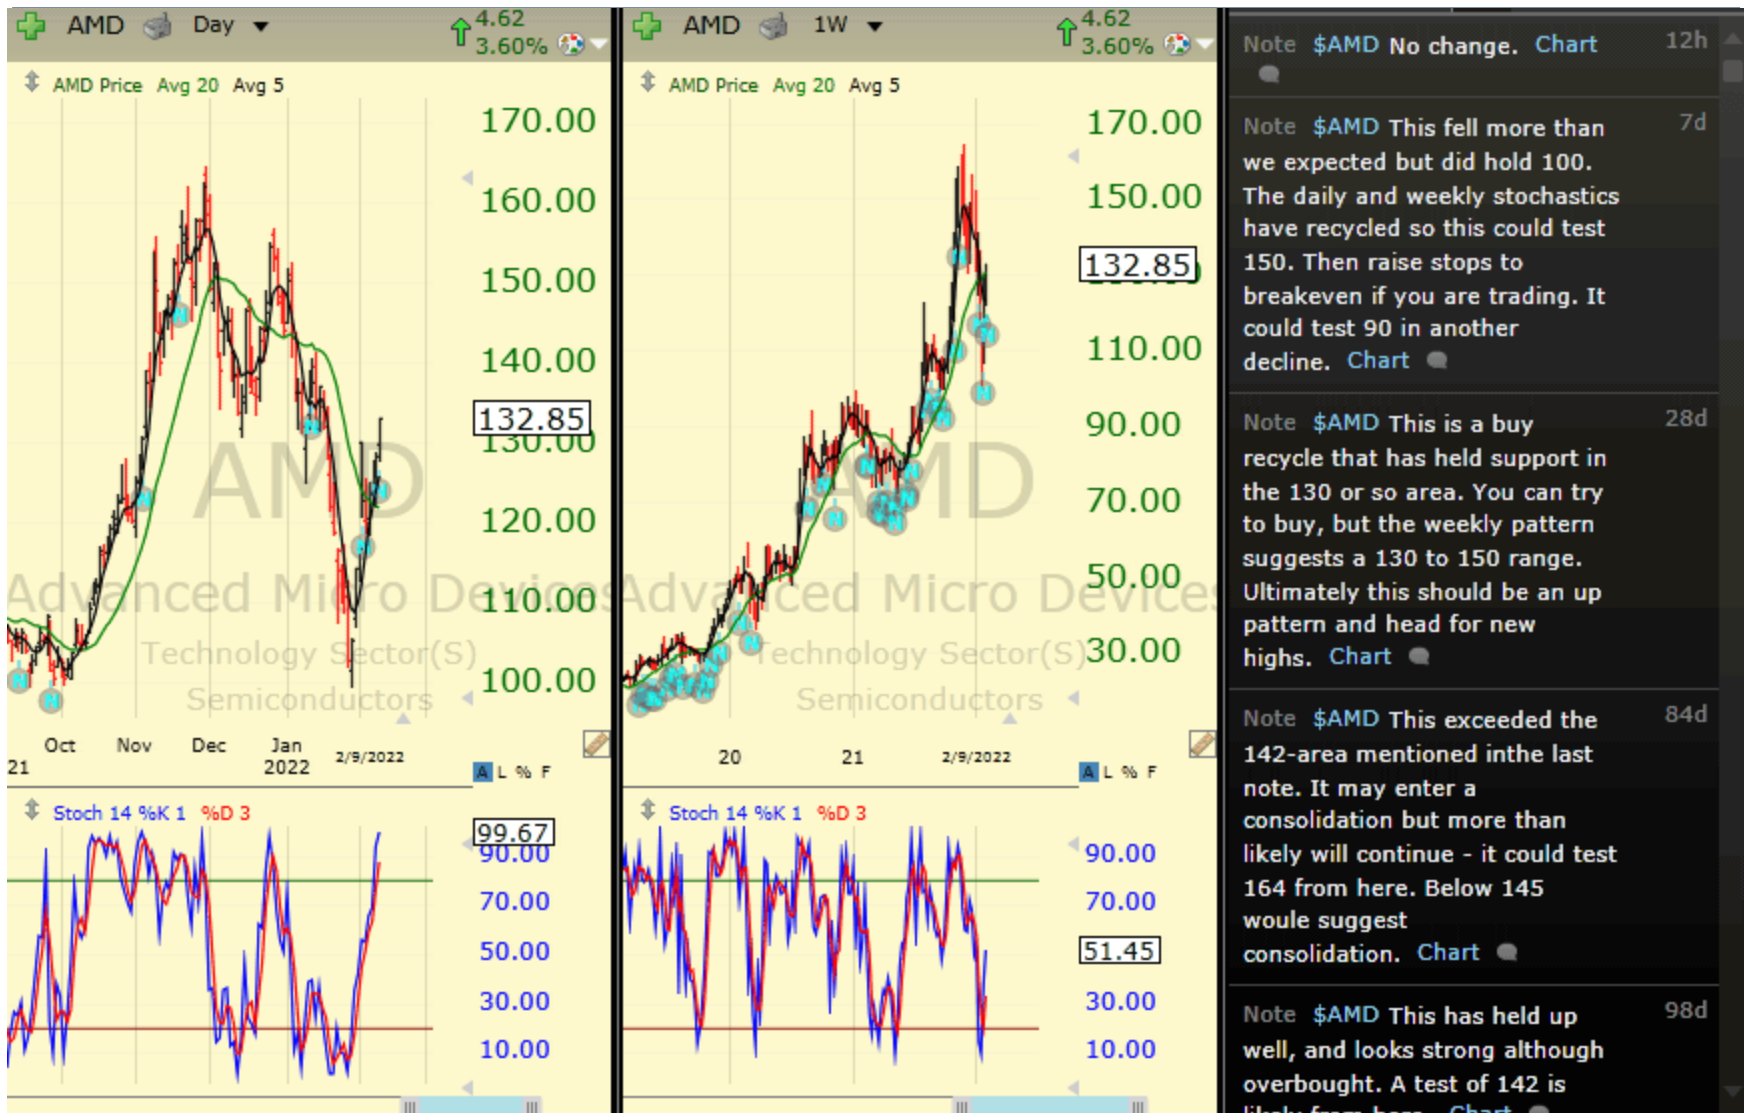 AMD Day
4.62
3.60%
AMD Price Avg 20 Avg 5
170.00
160.00
150.00
140.00
132.85
130.00
120.00
110.00
100.00
AMD
Advanced Micro Devices
Technology Sector(S)
Semiconductors
Oct Nov Dec Jan 2/9/2022
21 2022
A L % F
Stoch 14 %K 1 %D 3
99.67
90.00
70.00
50.00
30.00
10.00
AMD 1W
4.62
3.60%
AMD Price Avg 20 Avg 5
170.00
150.00
132.85
110.00
90.00
70.00
50.00
30.00
AMD
Advanced Micro Devices
Technology Sector(S)
Semiconductors
20 21 2/9/2022
A L % F
Stoch 14 %K 1 %D 3
90.00
70.00
51.45
50.00
30.00
10.00
Note $AMD No change. Chart 12h
Note $AMD This fell more than 7d
we expected but did hold 100.
The daily and weekly stochastics
have recycled so this could test
150. Then raise stops to
breakeven if you are trading. It
could test 90 in another
decline. Chart
Note $AMD This is a buy 28d
recycle that has held support in
the 130 or so area. You can try
to buy, but the weekly pattern
suggests a 130 to 150 range.
Ultimately this should be an up
pattern and head for new
highs. Chart
Note $AMD This exceeded the 84d
142-area mentioned inthe last
note. It may enter a
consolidation but more than
likely will continue - it could test
164 from here. Below 145
woule suggest
consolidation. Chart
Note $AMD This has held up 98d
well, and looks strong although
overbought. A test of 142 is
likely from here. Chart